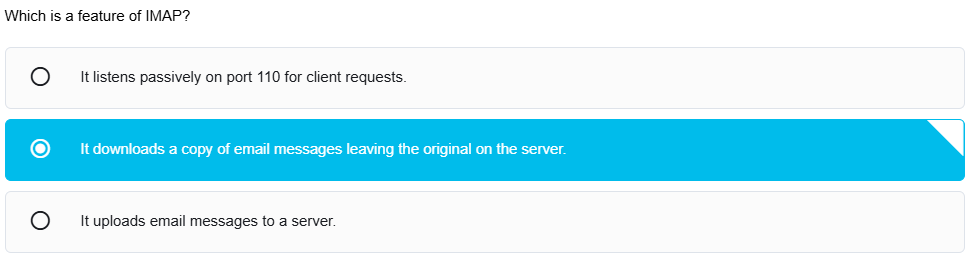 Which is a feature of IMAP?
It listens passively on port 110 for client requests.
It downloads a copy of email messages leaving the original on the server.
It uploads email messages to a server.